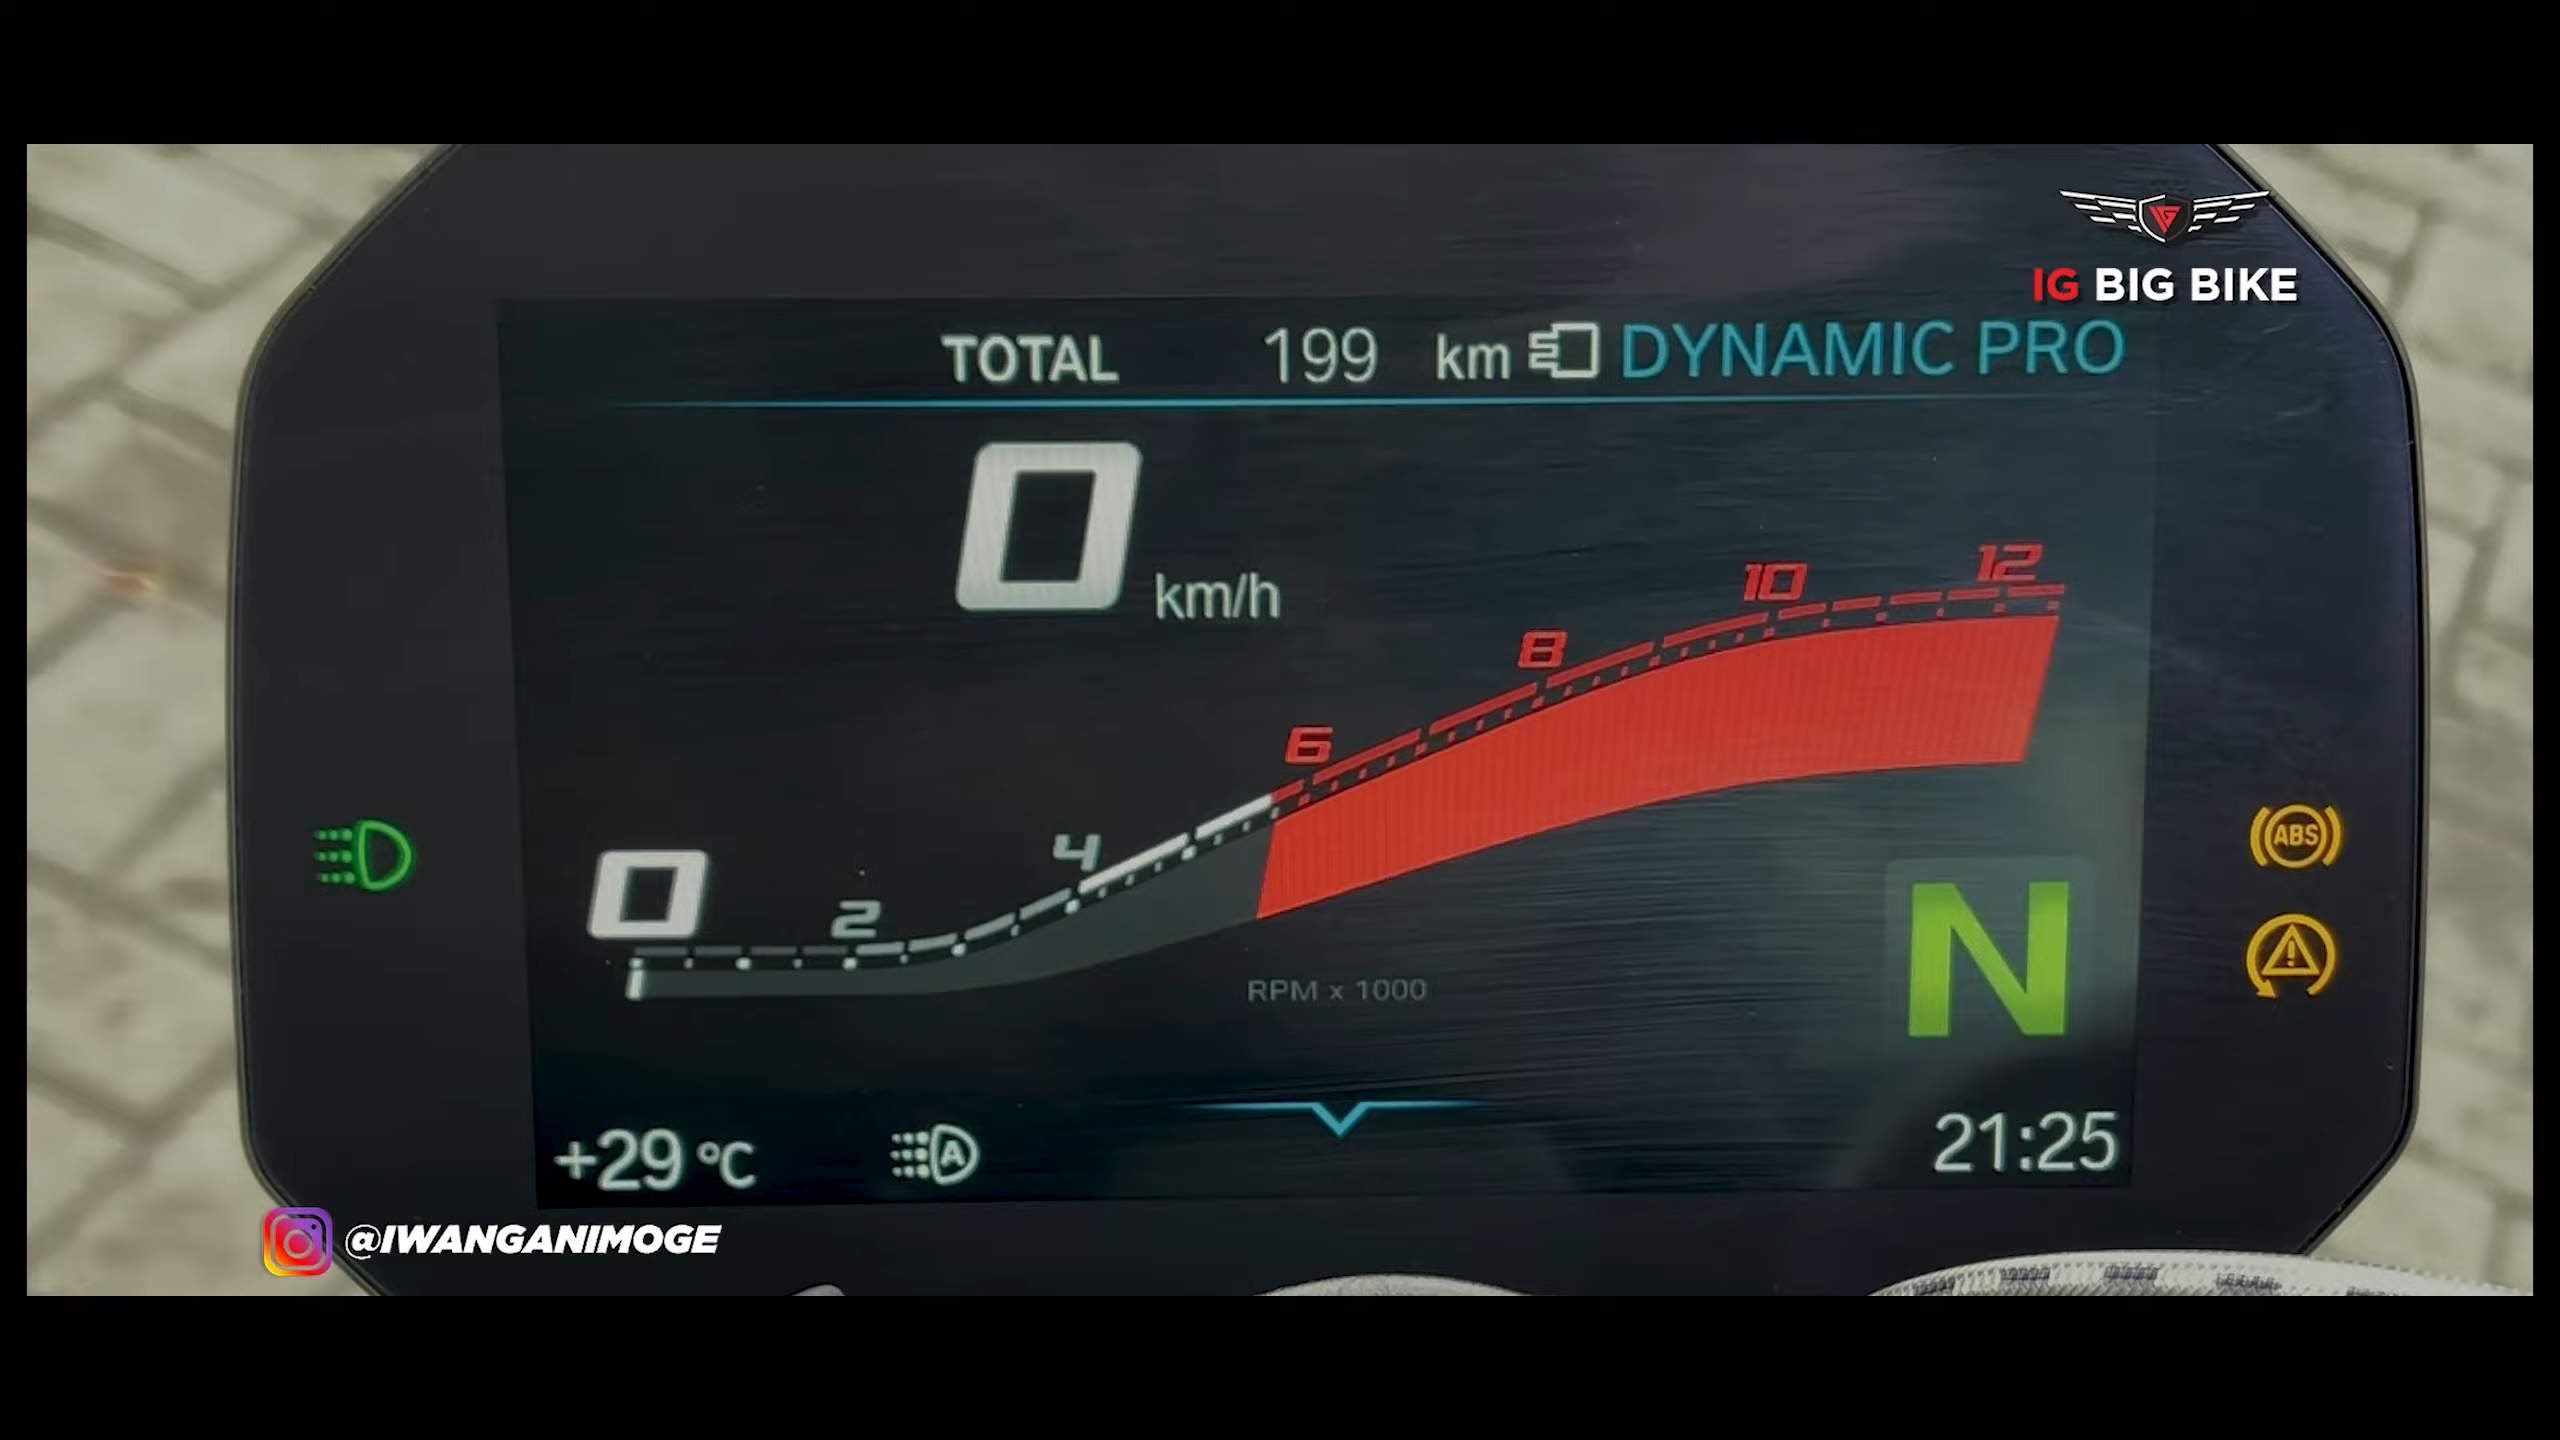 IG BIG BIKE
TOTAL 199 km DYNAMIC PRO
0 km/h
0 2 4 6 8 10 12
RPM x 1000
N
ABS
+29 °C A 21:25
@IWANGANIMOGE